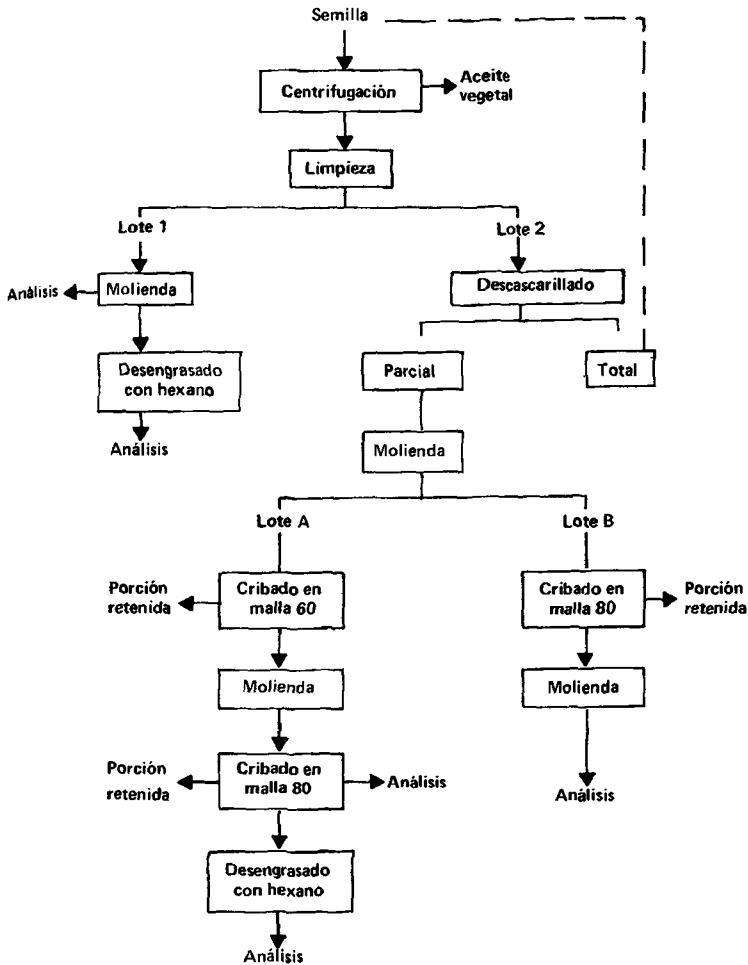 Semilla
Centrifugación
Aceite
vegetal
Limpieza
Lote 1
Lote 2
Análisis
Molienda
Descascarillado
Desengrasado
con hexano
Parcial
Total
Análisis
Molienda
Lote A
Lote B
Porción
retenida
Cribado en
malla 60
Cribado en
malla 80
Porción
retenida
Molienda
Molienda
Porción
retenida
Cribado en
malla 80
Análisis
Análisis
Desengrasado
con hexano
Análisis